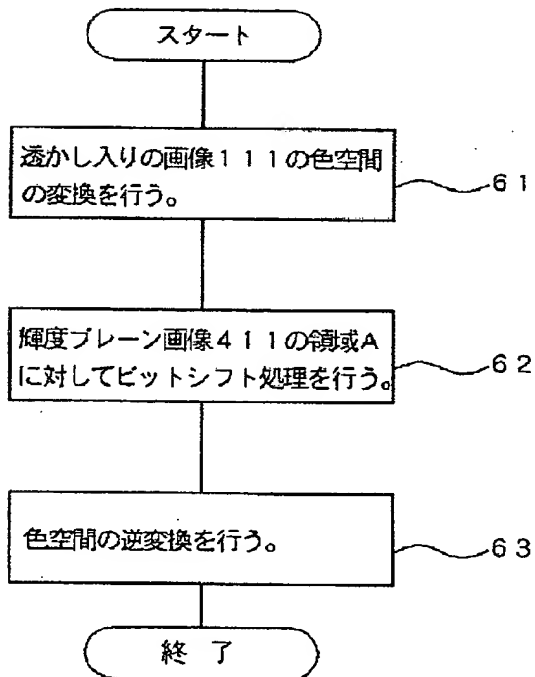 スタート
透かし入りの画像１１１の色空間
の変換を行う。
６１
輝度プレーン画像４１１の領域A
に対してビットシフト処理を行う。
６２
色空間の逆変換を行う。
６３
終 了